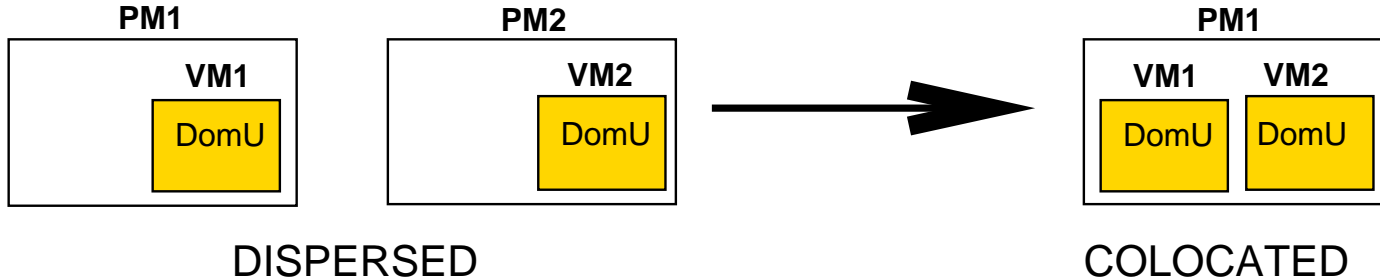 PM1 PM2 PM1
VM1 VM2 VM1 VM2
DomU DomU DomU DomU
DISPERSED COLOCATED